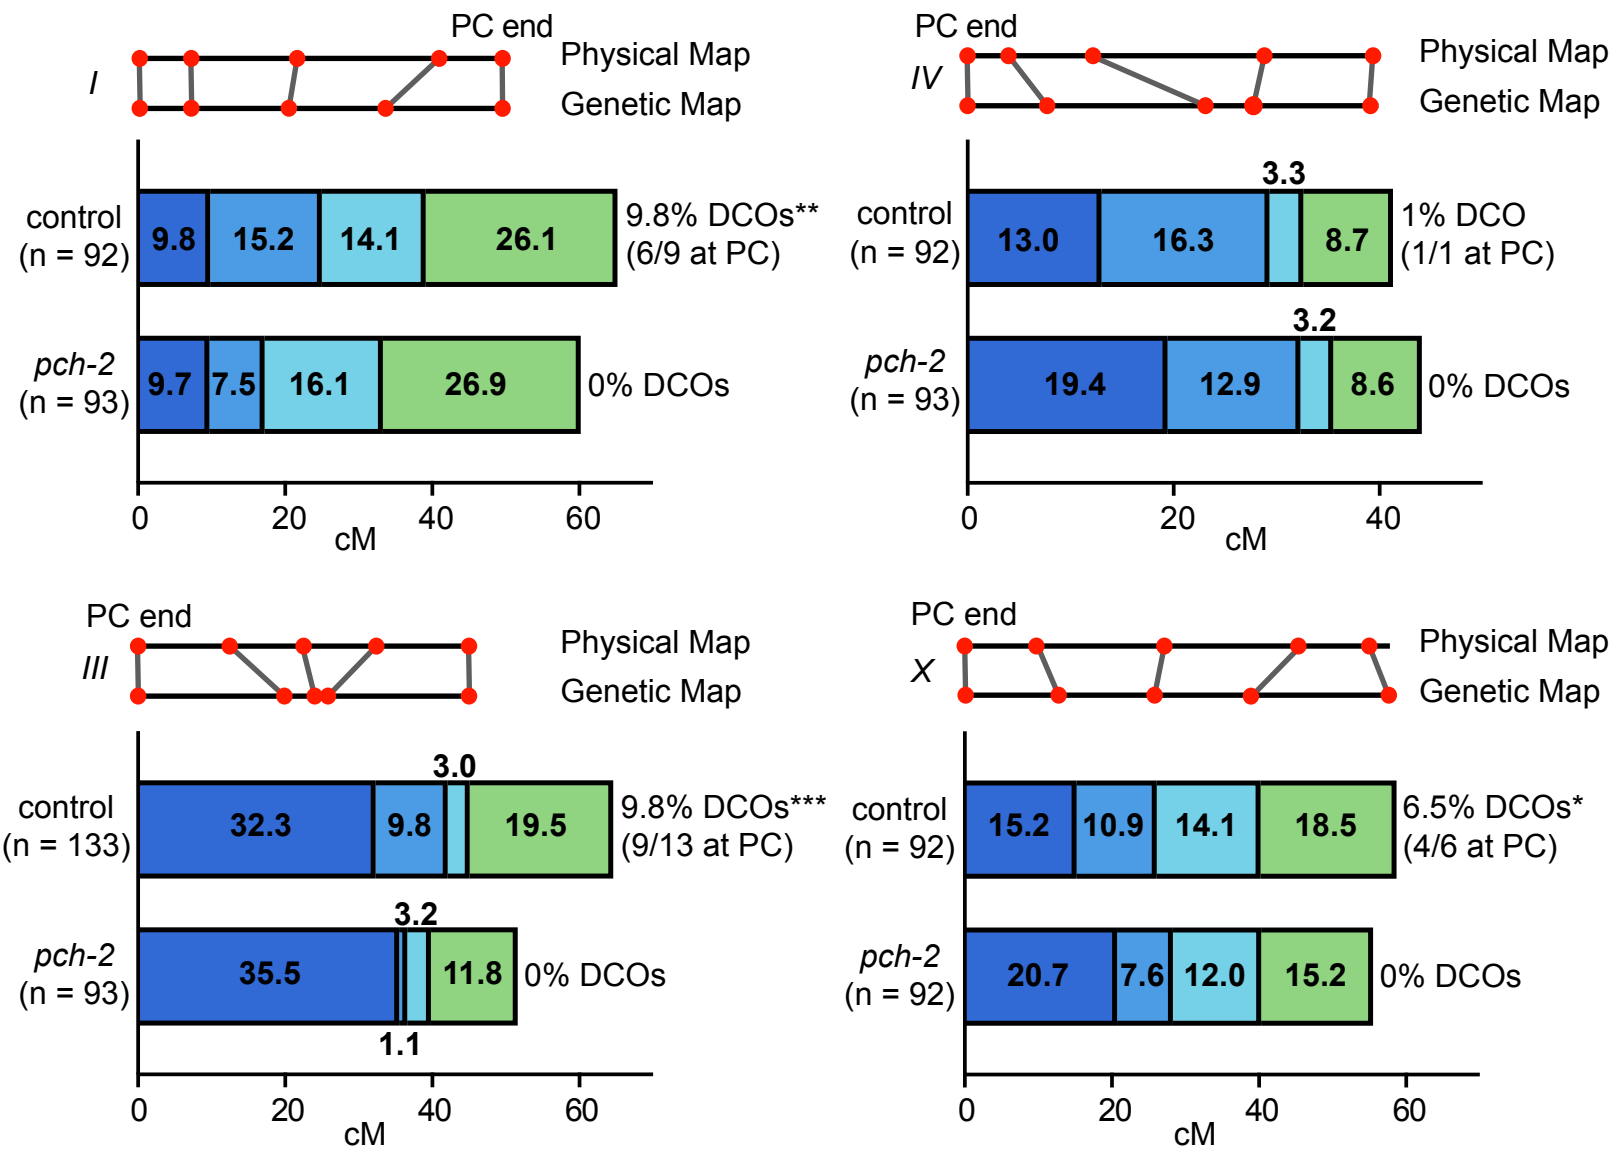 PC end
I
Physical Map
Genetic Map
control
(n = 92)
9.8
15.2
14.1
26.1
9.8% DCOs**
(6/9 at PC)
pch-2
(n = 93)
9.7
7.5
16.1
26.9
0% DCOs
0
20
40
60
cM
PC end
IV
Physical Map
Genetic Map
3.3
control
(n = 92)
13.0
16.3
8.7
1% DCO
(1/1 at PC)
3.2
pch-2
(n = 93)
19.4
12.9
8.6
0% DCOs
0
20
40
cM
PC end
III
Physical Map
Genetic Map
3.0
control
(n = 133)
32.3
9.8
19.5
9.8% DCOs***
(9/13 at PC)
3.2
pch-2
(n = 93)
35.5
11.8
0% DCOs
1.1
0
20
40
60
cM
PC end
X
Physical Map
Genetic Map
control
(n = 92)
15.2
10.9
14.1
18.5
6.5% DCOs*
(4/6 at PC)
pch-2
(n = 92)
20.7
7.6
12.0
15.2
0% DCOs
0
20
40
60
cM